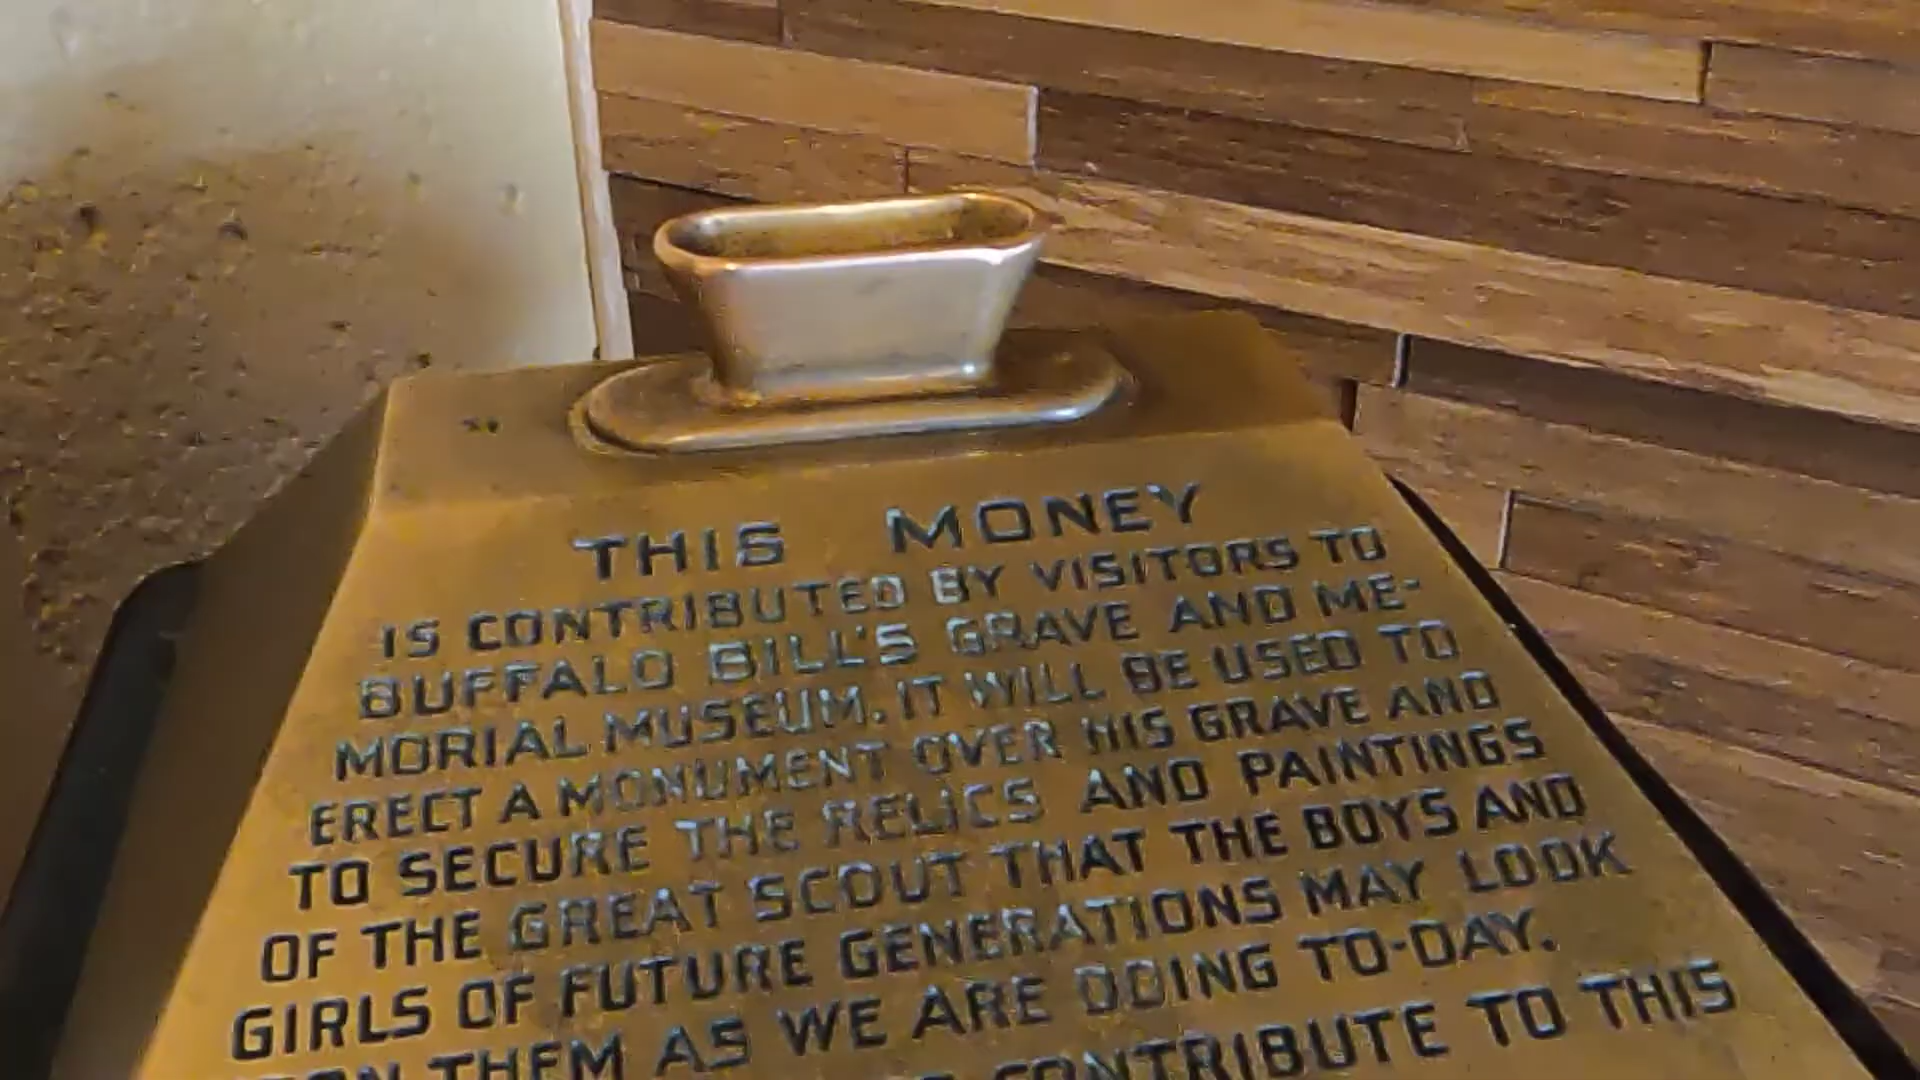 THIS MONEY
IS CONTRIBUTED BY VISITORS TO
BUFFALO BILL'S GRAVE AND ME-
MORIAL MUSEUM. IT WILL BE USED TO
ERECT A MONUMENT OVER HIS GRAVE AND
TO SECURE THE RELICS AND PAINTINGS
OF THE GREAT SCOUT THAT THE BOYS AND
GIRLS OF FUTURE GENERATIONS MAY LOOK
THEM AS WE ARE DOING TO-DAY.
CONTRIBUTE TO THIS